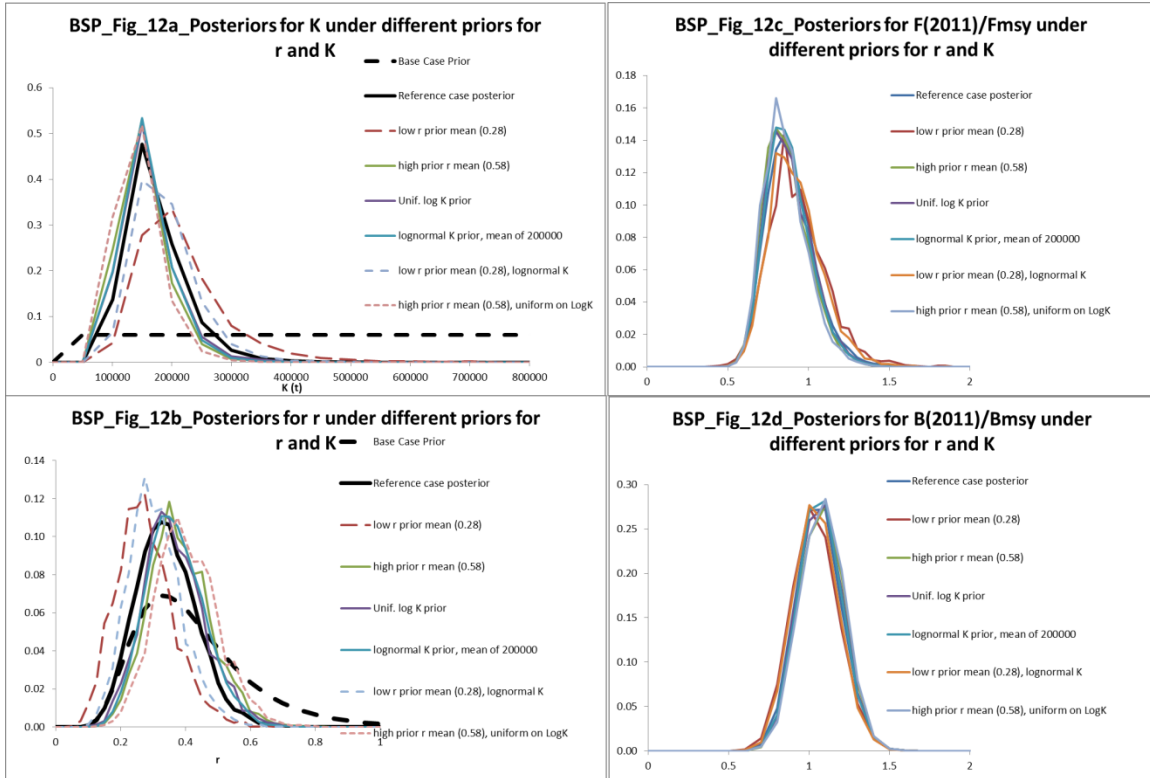 BSP_Fig_12a_Posteriors for K under different priors for
r and K
Base Case Prior
Reference case posterior
low r prior mean (0.28)
high prior r mean (0.58)
Unif. log K prior
lognormal K prior, mean of 200000
low r prior mean (0.28), lognormal K
high prior r mean (0.58), uniform on LogK
0.6
0.5
0.4
0.3
0.2
0.1
0
0
100000
200000
300000
400000
500000
600000
700000
800000
K (t)
BSP_Fig_12c_Posteriors for F(2011)/Fmsy under
different priors for r and K
Reference case posterior
low r prior mean (0.28)
high prior r mean (0.58)
Unif. log K prior
lognormal K prior, mean of 200000
low r prior mean (0.28), lognormal K
high prior r mean (0.58), uniform on LogK
0.18
0.16
0.14
0.12
0.10
0.08
0.06
0.04
0.02
0.00
0
0.5
1
1.5
2
BSP_Fig_12b_Posteriors for r under different priors for
r and K
Base Case Prior
Reference case posterior
low r prior mean (0.28)
high prior r mean (0.58)
Unif. log K prior
lognormal K prior, mean of 200000
low r prior mean (0.28), lognormal K
high prior r mean (0.58), uniform on LogK
0.14
0.12
0.10
0.08
0.06
0.04
0.02
0.00
0
0.2
0.4
0.6
0.8
1
r
BSP_Fig_12d_Posteriors for B(2011)/Bmsy under
different priors for r and K
Reference case posterior
low r prior mean (0.28)
high prior r mean (0.58)
Unif. log K prior
lognormal K prior, mean of 200000
low r prior mean (0.28), lognormal K
high prior r mean (0.58), uniform on LogK
0.30
0.25
0.20
0.15
0.10
0.05
0.00
0
0.5
1
1.5
2